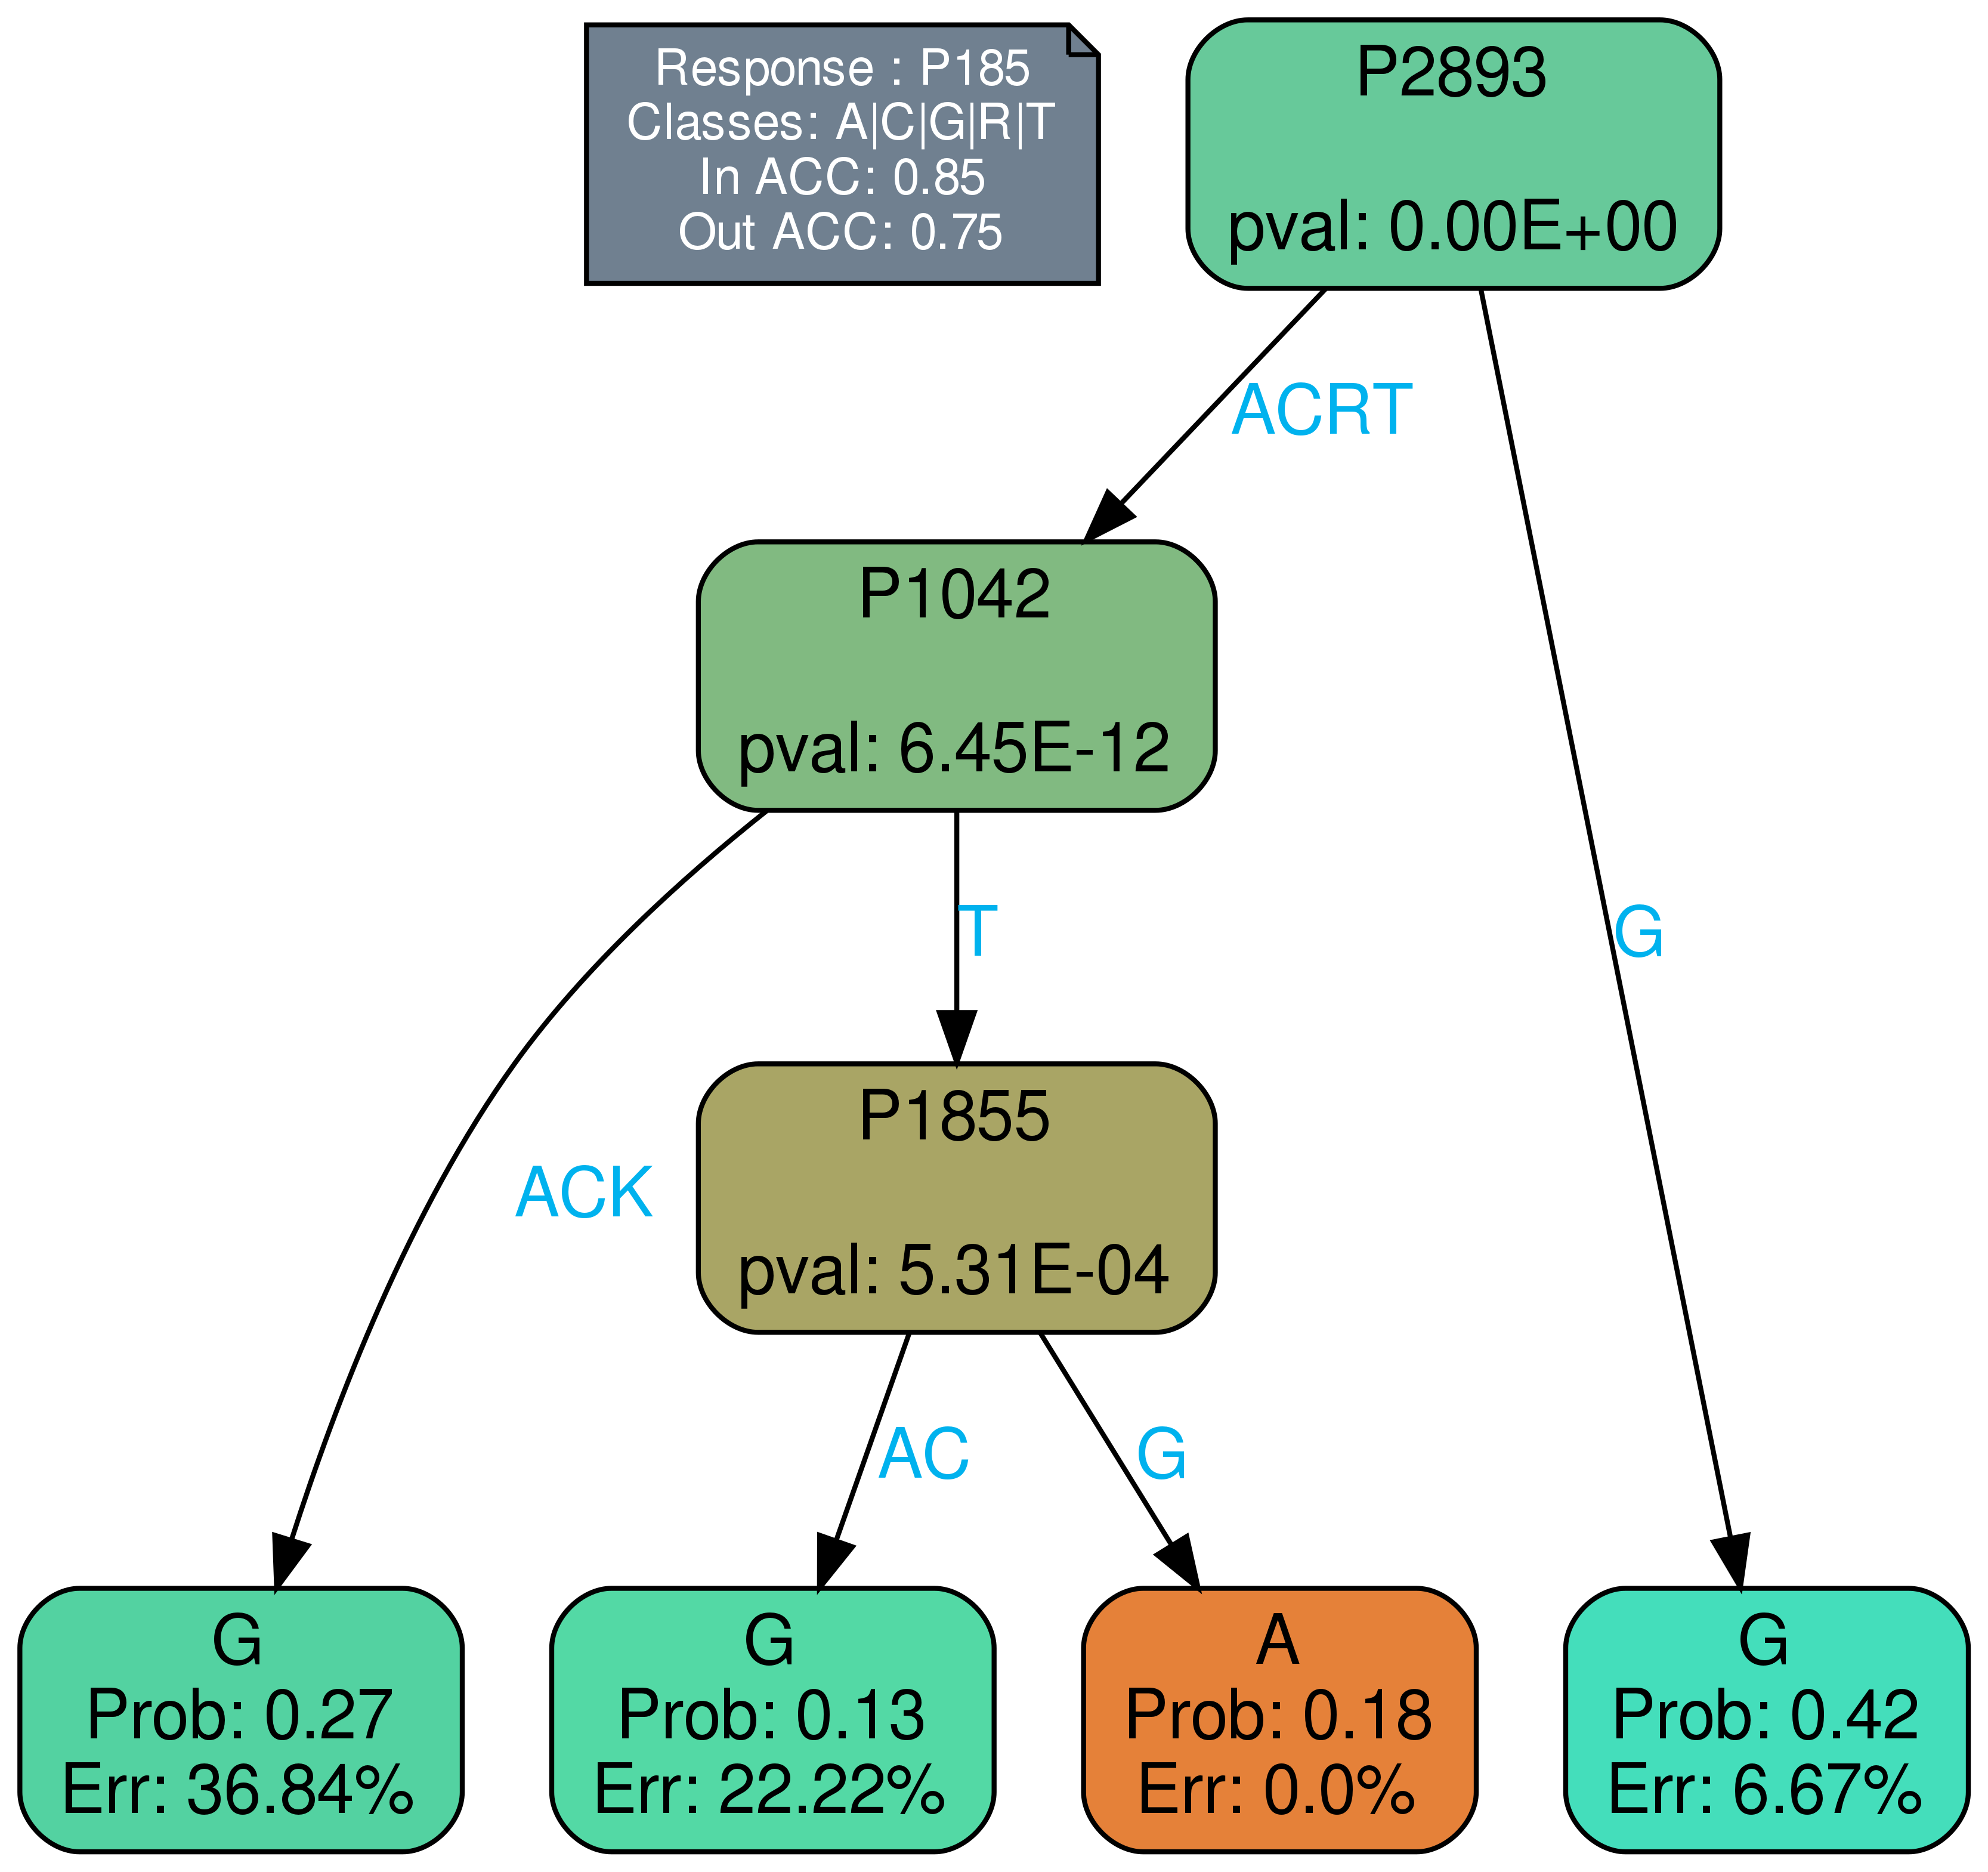 Response : P185
Classes: A|C|G|R|T
In ACC: 0.85
Out ACC: 0.75
P2893
pval: 0.00E+00
ACRT
P1042
pval: 6.45E-12
T
G
ACK
P1855
pval: 5.31E-04
AC
G
G
Prob: 0.27
Err: 36.84%
G
Prob: 0.13
Err: 22.22%
A
Prob: 0.18
Err: 0.0%
G
Prob: 0.42
Err: 6.67%